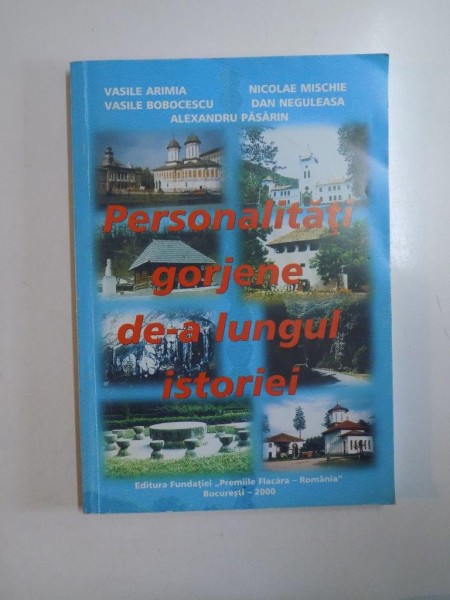 VASILE ARIMIA NICOLAE MISCHIE
VASILE BOBOCESCU DAN NEGULEASA
ALEXANDRU PĂSĂRIN
Personalităţi
gorjene
de-a lungul
istoriei
Editura Fundaţiei „Premiile Flacăra – România"
Bucureşti – 2000